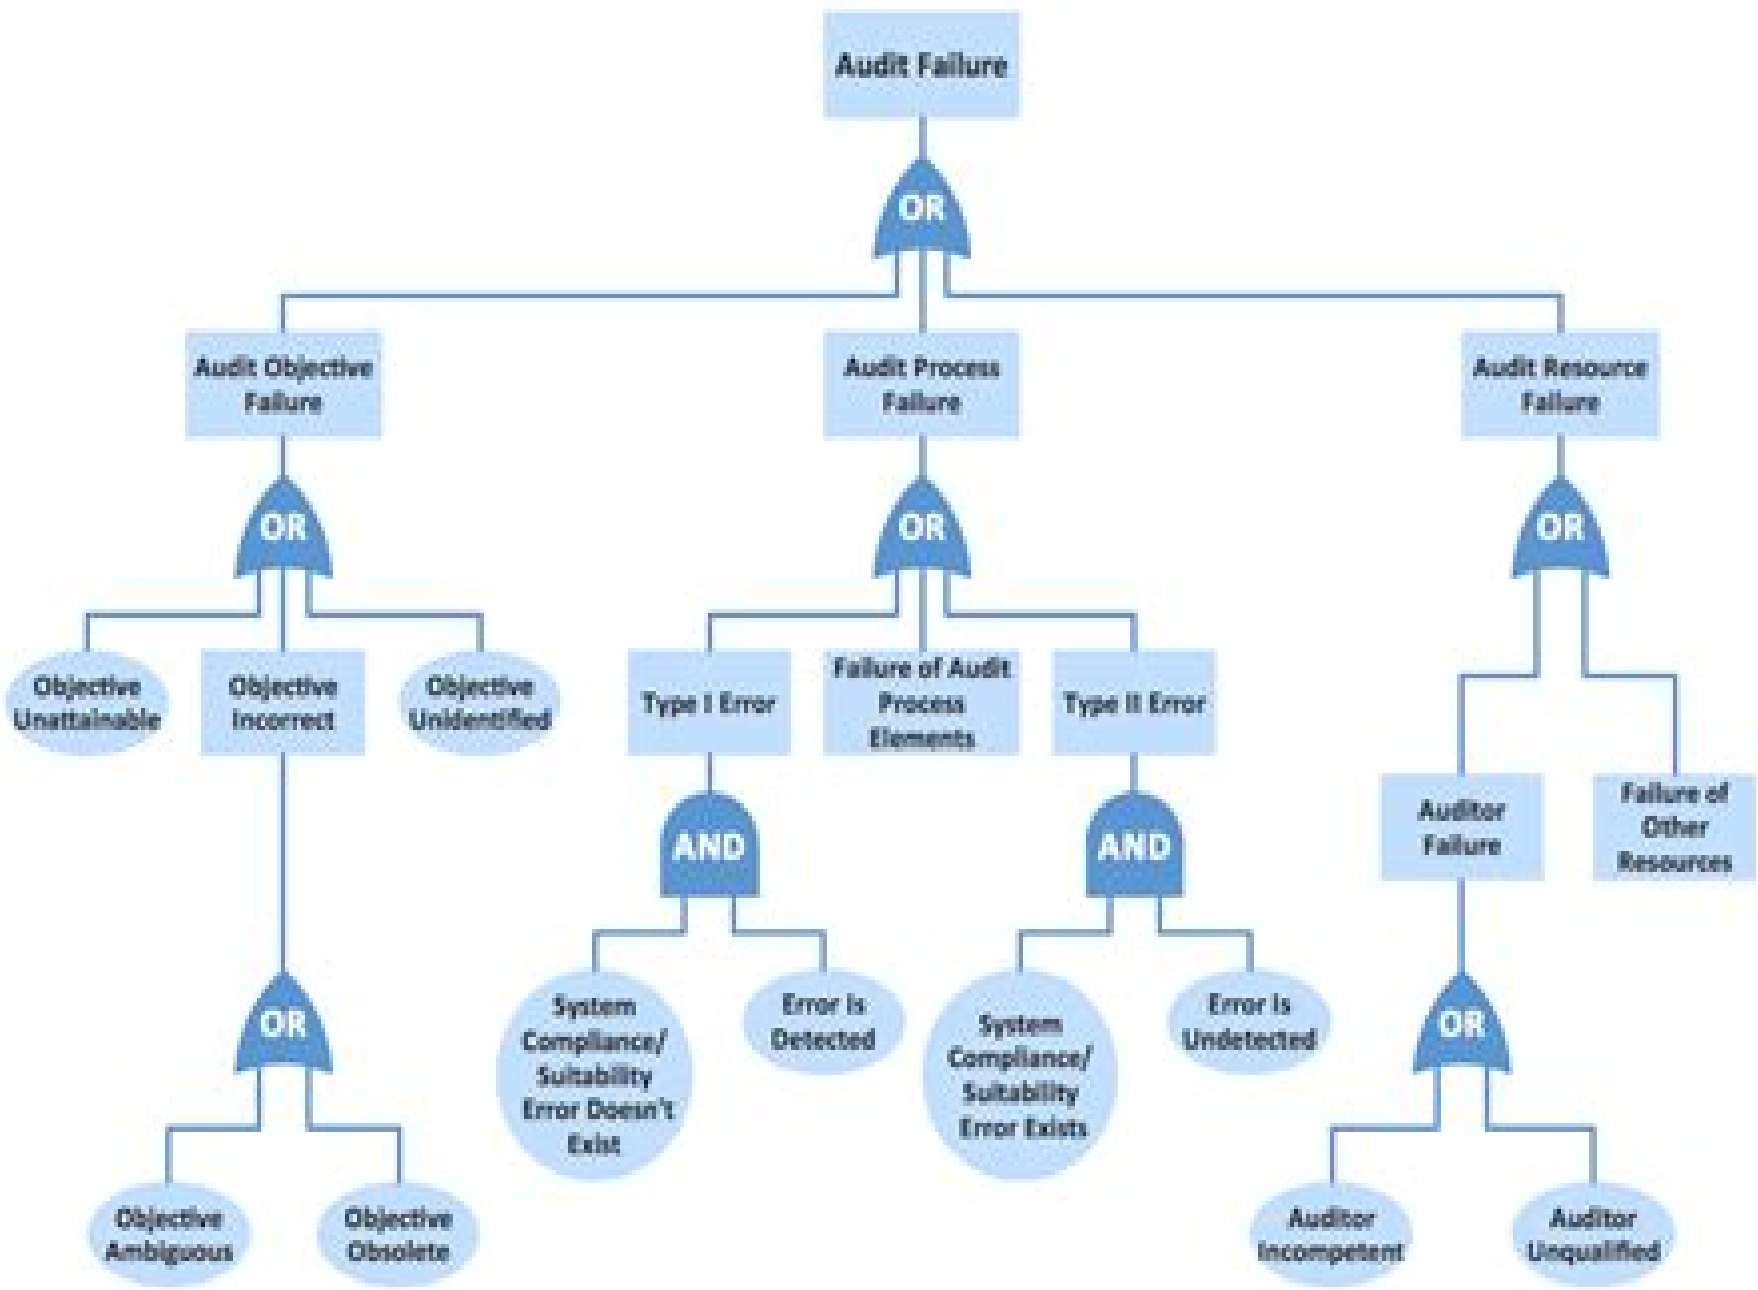 Audit Failure
OR
Audit Objective
Failure
Audit Process
Failure
Audit Resource
Failure
OR
OR
OR
Objective
Unattainable
Objective
Incorrect
Objective
Unidentified
Type I Error
Failure of Audit
Process
Elements
Type II Error
Auditor
Failure
Failure of
Other
Resources
AND
AND
System
Compliance/
Suitability
Error Doesn't
Exist
Error is
Detected
System
Compliance/
Suitability
Error Exists
Error is
Undetected
OR
OR
Objective
Ambiguous
Objective
Obsolete
Auditor
Incompetent
Auditor
Unqualified